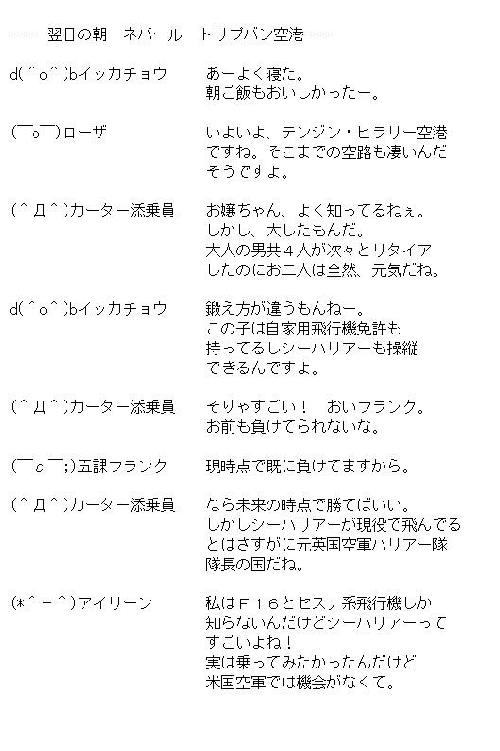 翌日の朝　ネパール　トリブバン空港
d(^o^)bイッカチョウ　あーよく寝た。
朝ご飯もおいしかったー。
(￣o￣)ローザ　いよいよ、テンジン・ヒラリー空港
ですね。そこまでの空路も凄いんだ
そうですよ。
(^Д^)カーター添乗員　お嬢ちゃん、よく知ってるねぇ。
しかし、大したもんだ。
大人の男共４人が次々とリタイア
したのにお二人は全然、元気だね。
d(^o^)bイッカチョウ　鍛え方が違うもんねー。
この子は自家用飛行機免許も
持ってるしシーハリアーも操縦
できるんですよ。
(^Д^)カーター添乗員　そりゃすごい！　おいフランク。
お前も負けてられないな。
(￣c￣;)五課フランク　現時点で既に負けてますから。
(^Д^)カーター添乗員　なら未来の時点で勝てばいい。
しかしシーハリアーが現役で飛んでる
とはさすがに元英国空軍ハリアー隊
隊長の国だね。
(*^-^)アイリーン　私はＦ１６とセスナ系飛行機しか
知らないんだけどシーハリアーって
すごいよね！
実は乗ってみたかったんだけど
米国空軍では機会がなくて。